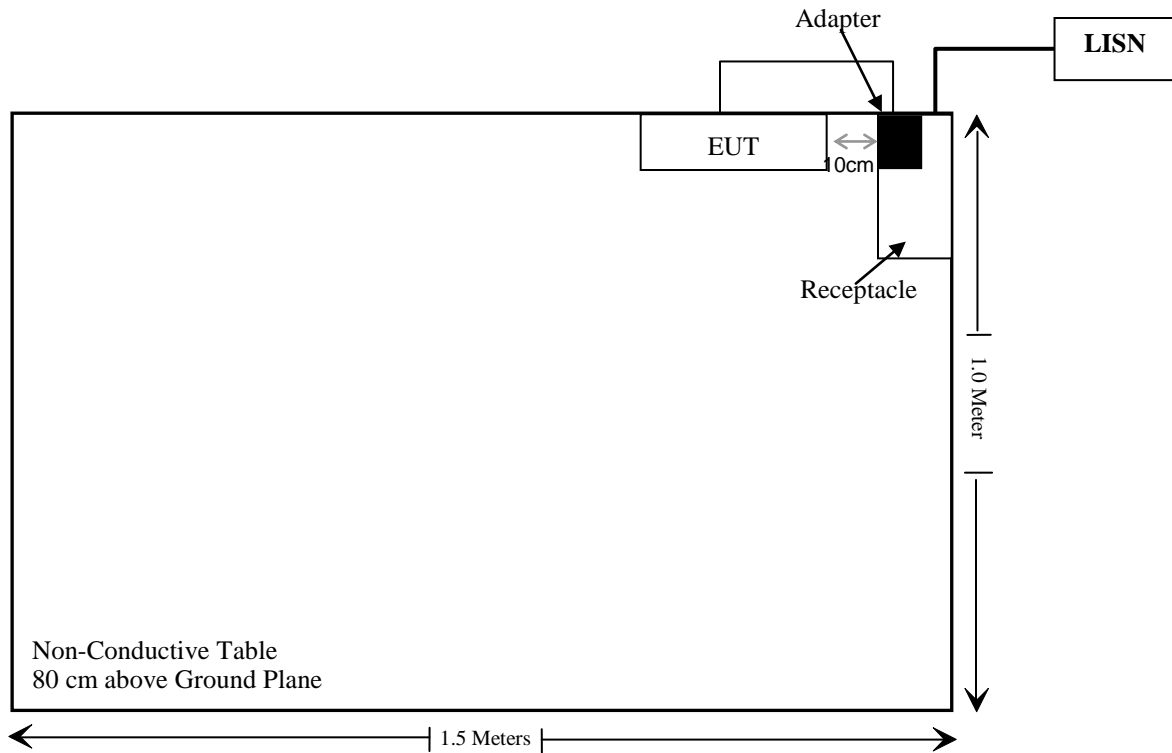 Adapter
LISN
EUT
10cm
Receptacle
1.0 Meter
Non-Conductive Table
80 cm above Ground Plane
1.5 Meters